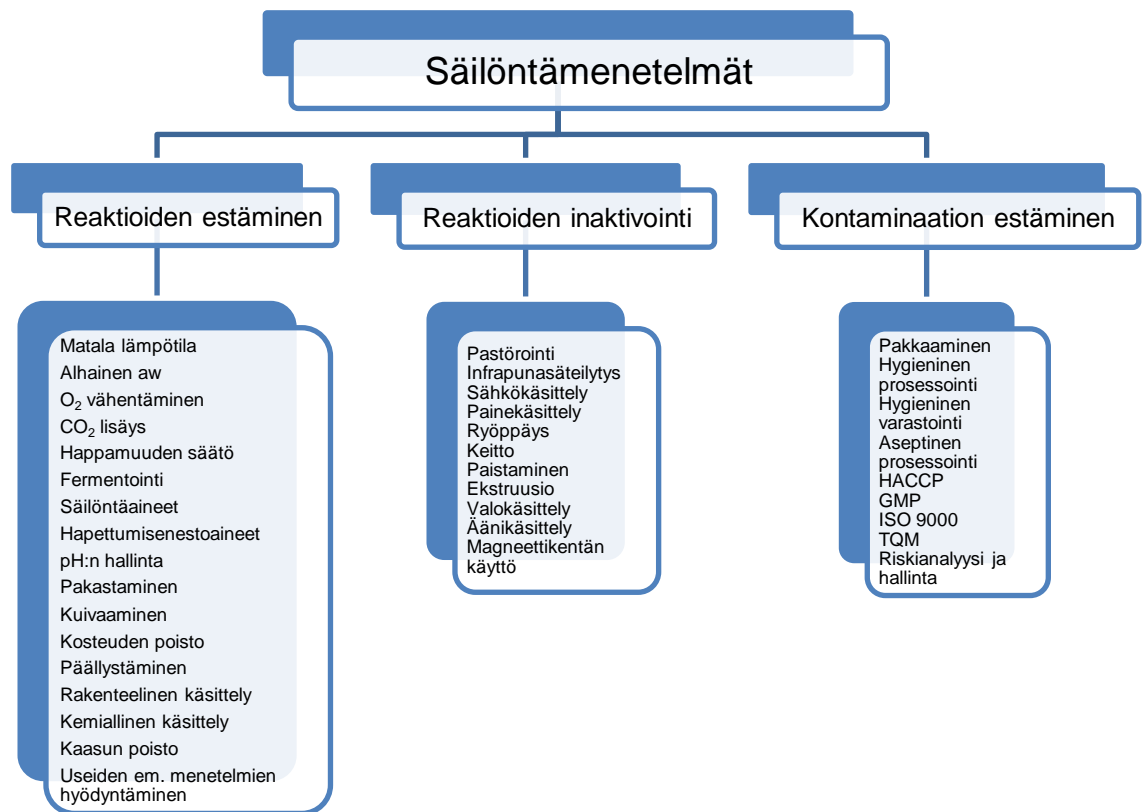 Säilöntämenetelmät
Reaktioiden estäminen
Reaktioiden inaktivointi
Kontaminaation estäminen
Matala lämpötila
Alhainen aw
O₂ vähentäminen
CO₂ lisäys
Happamuuden säätö
Fermentointi
Säilöntäaineet
Hapettumisenestoaineet
pH:n hallinta
Pakastaminen
Kuivaaminen
Kosteuden poisto
Päällystäminen
Rakenteelinen käsittely
Kemiallinen käsittely
Kaasun poisto
Useiden em. menetelmien
hyödyntäminen
Pastörointi
Infrapunasäteilytys
Sähkökäsittely
Painekäsittely
Ryöppäys
Keitto
Paistaminen
Ekstruusio
Valokäsittely
Äänikäsittely
Magneettikentän
käyttö
Pakkaaminen
Hygieninen
prosessointi
Hygieninen
varastointi
Aseptinen
prosessointi
HACCP
GMP
ISO 9000
TQM
Riskianalyysi ja
hallinta